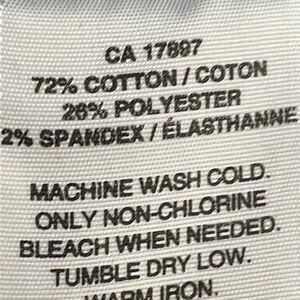 CA 17897
72% COTTON / COTON
26% POLYESTER
2% SPANDEX / ÉLASTHANNE
MACHINE WASH COLD.
ONLY NON-CHLORINE
BLEACH WHEN NEEDED.
TUMBLE DRY LOW.
WARM IRON.